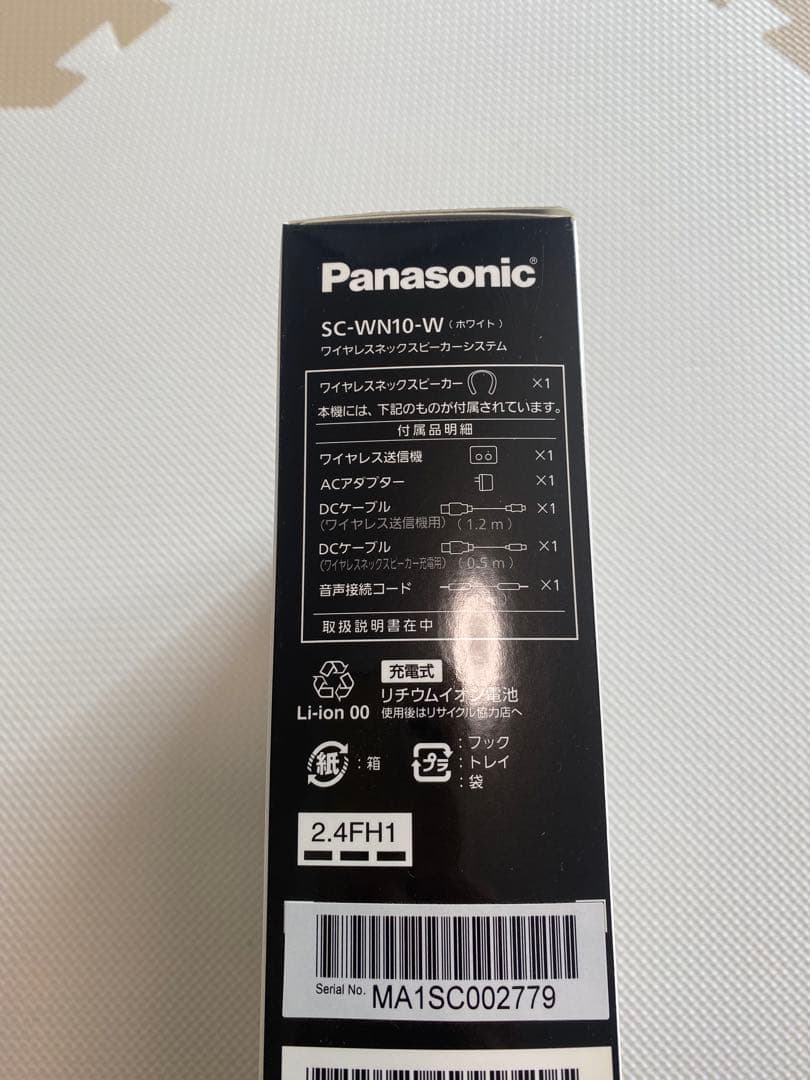 Panasonic®
SC-WN10-W（ホワイト）
ワイヤレスネックスピーカーシステム
ワイヤレスネックスピーカー ×1
本機には、下記のものが付属されています。
付属品明細
ワイヤレス送信機 ×1
ACアダプター ×1
DCケーブル ×1
（ワイヤレス送信機用）（1.2 m）
DCケーブル ×1
（ワイヤレスネックスピーカー充電用）（0.5 m）
音声接続コード ×1
取扱説明書在中
充電式
リチウムイオン電池
Li-ion 00 使用後はリサイクル協力店へ
紙：箱
プラ：フック
：トレイ
：袋
2.4FH1
Serial No. MA1SC002779